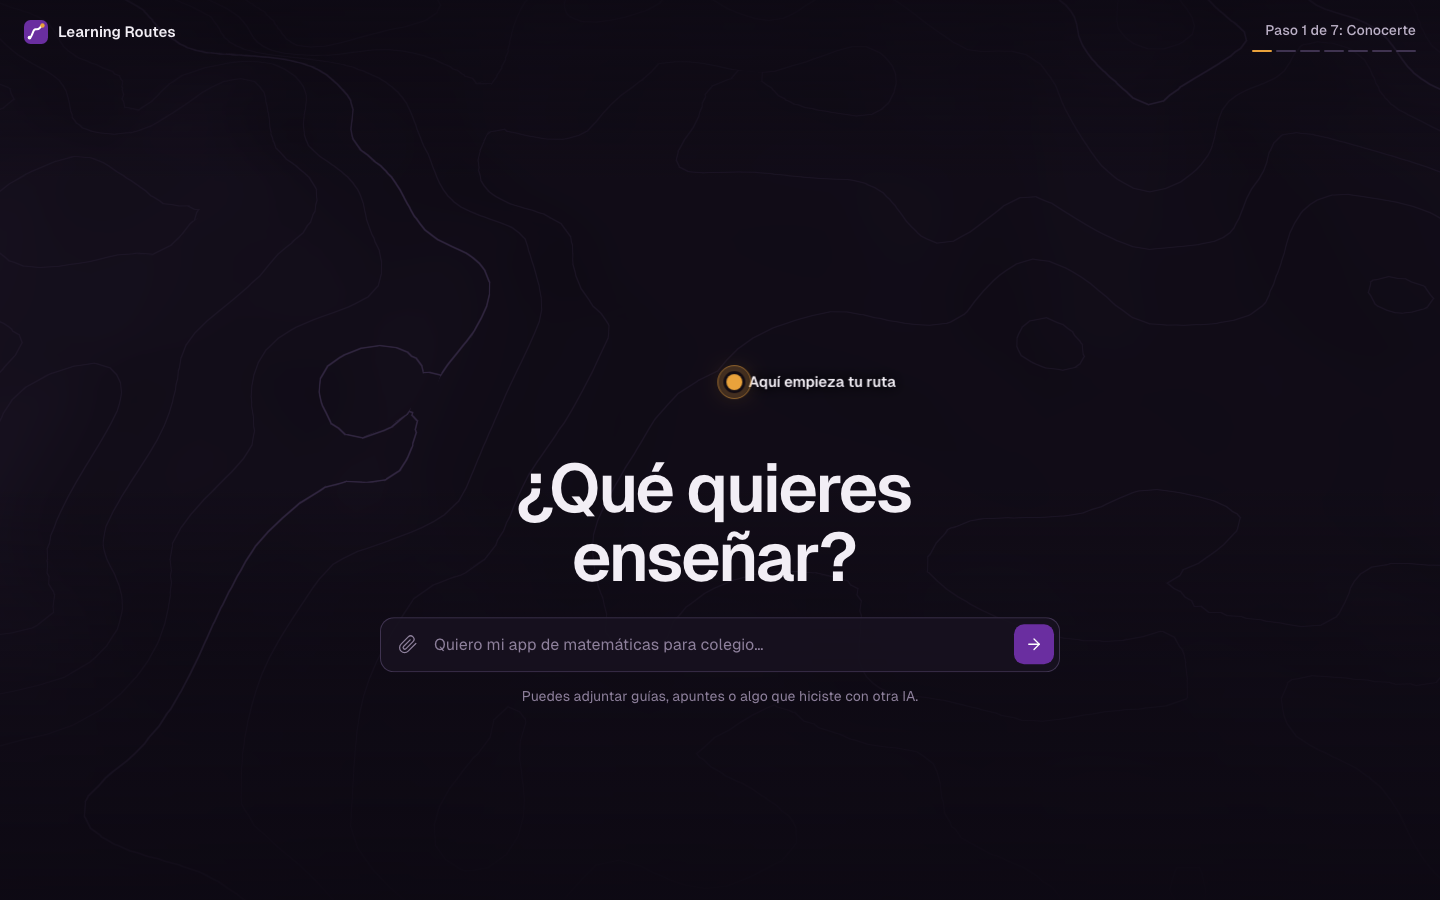 Learning Routes
Paso 1 de 7: Conocerte
Aquí empieza tu ruta
¿Qué quieres
enseñar?
Quiero mi app de matemáticas para colegio...
Puedes adjuntar guías, apuntes o algo que hiciste con otra IA.